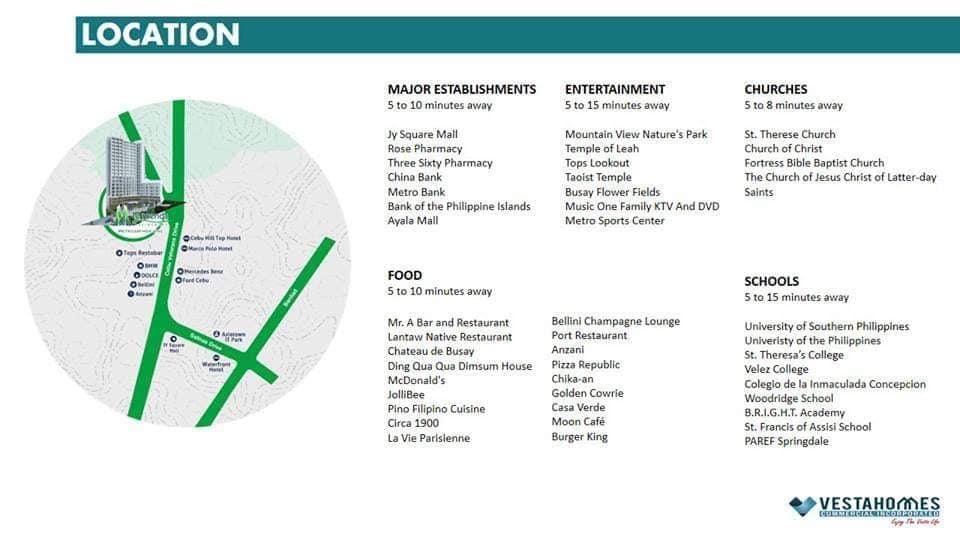 LOCATION
MAJOR ESTABLISHMENTS
5 to 10 minutes away
Jy Square Mall
Rose Pharmacy
Three Sixty Pharmacy
China Bank
Metro Bank
Bank of the Philippine Islands
Ayala Mall
ENTERTAINMENT
5 to 15 minutes away
Mountain View Nature's Park
Temple of Leah
Tops Lookout
Taoist Temple
Busay Flower Fields
Music One Family KTV And DVD
Metro Sports Center
CHURCHES
5 to 8 minutes away
St. Therese Church
Church of Christ
Fortress Bible Baptist Church
The Church of Jesus Christ of Latter-day
Saints
Cebu Veterans Drive
Cebu Hill Top Hotel
Marco Polo Hotel
Tops Restobar
BMW
DOLCE
Bellini
Anzani
Mercedes Benz
Ford Cebu
Banilad
Salinas Drive
JY Square
Mall
Asiatown
IT Park
Waterfront
Hotel
FOOD
5 to 10 minutes away
Mr. A Bar and Restaurant
Lantaw Native Restaurant
Chateau de Busay
Ding Qua Qua Dimsum House
McDonald's
JolliBee
Pino Filipino Cuisine
Circa 1900
La Vie Parisienne
Bellini Champagne Lounge
Port Restaurant
Anzani
Pizza Republic
Chika-an
Golden Cowrie
Casa Verde
Moon Café
Burger King
SCHOOLS
5 to 15 minutes away
University of Southern Philippines
Univeristy of the Philippines
St. Theresa's College
Velez College
Colegio de la Inmaculada Concepcion
Woodridge School
B.R.I.G.H.T. Academy
St. Francis of Assisi School
PAREF Springdale
VESTAHOMES
COMMERCIAL INCORPORATED
Enjoy The Vesta Life